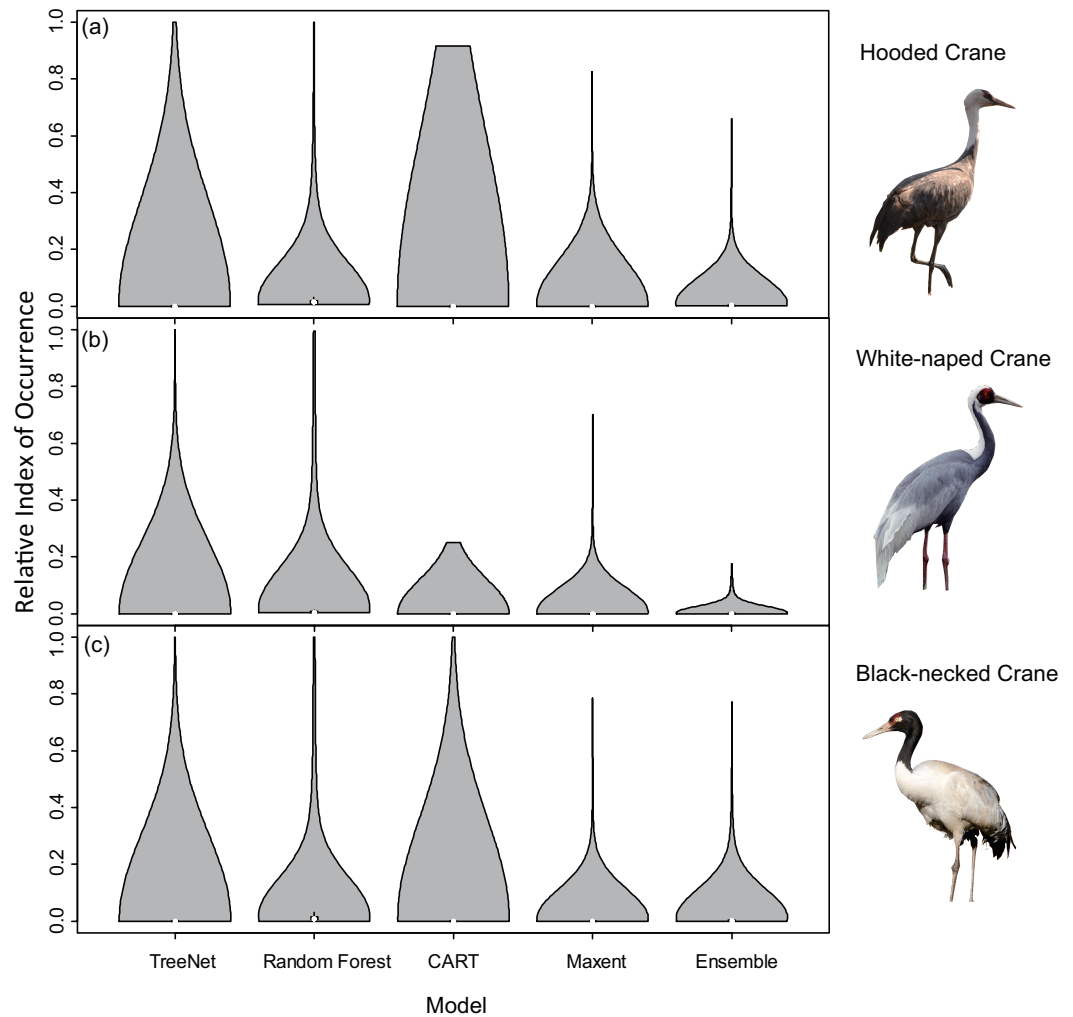 (a)
1.0
0.8
0.6
0.4
0.2
0.0
Hooded Crane
(b)
1.0
0.8
0.6
0.4
0.2
0.0
White-naped Crane
(c)
1.0
0.8
0.6
0.4
0.2
0.0
Black-necked Crane
Relative Index of Occurrence
TreeNet Random Forest CART Maxent Ensemble
Model